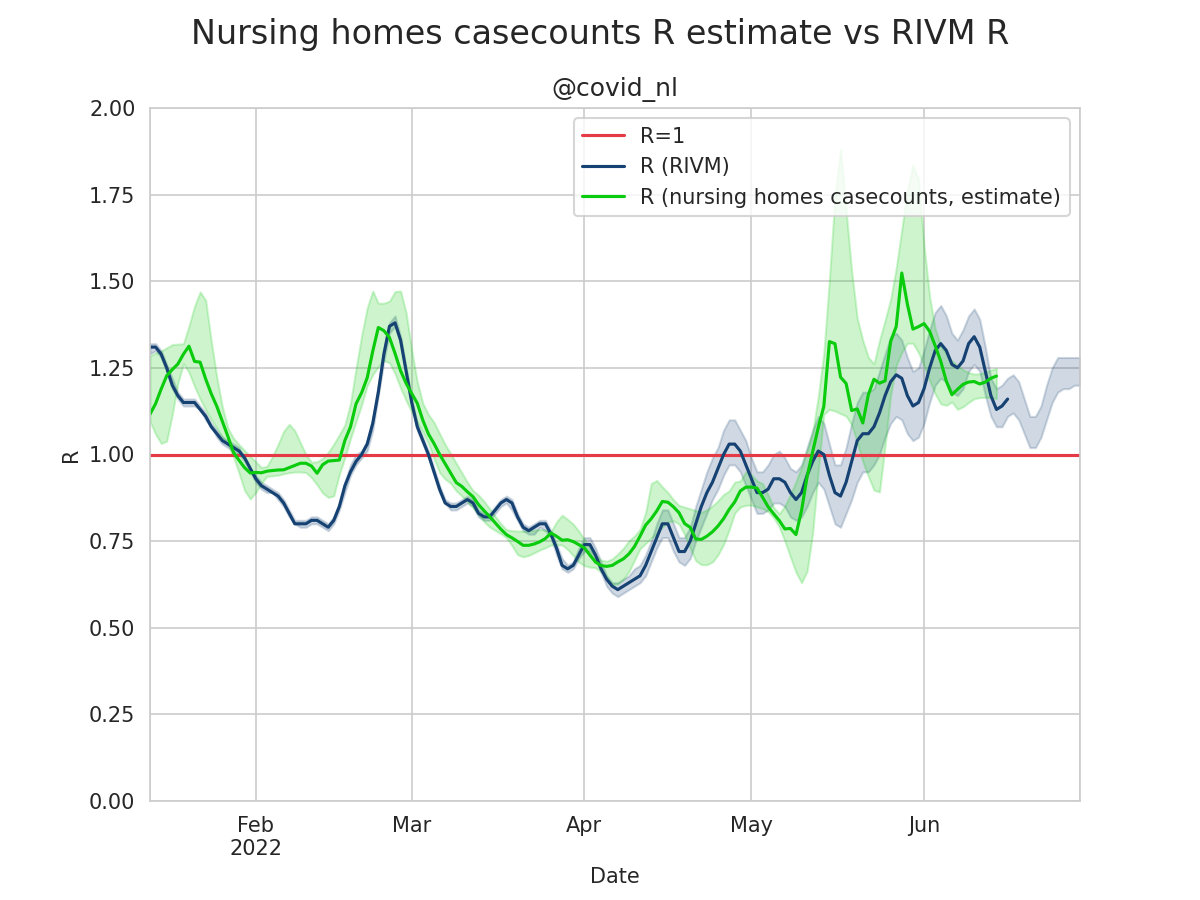 Nursing homes casecounts R estimate vs RIVM R
@covid_nl
R=1
R (RIVM)
R (nursing homes casecounts, estimate)
2.00
1.75
1.50
1.25
1.00
0.75
0.50
0.25
0.00
R
Feb
2022
Mar
Apr
May
Jun
Date